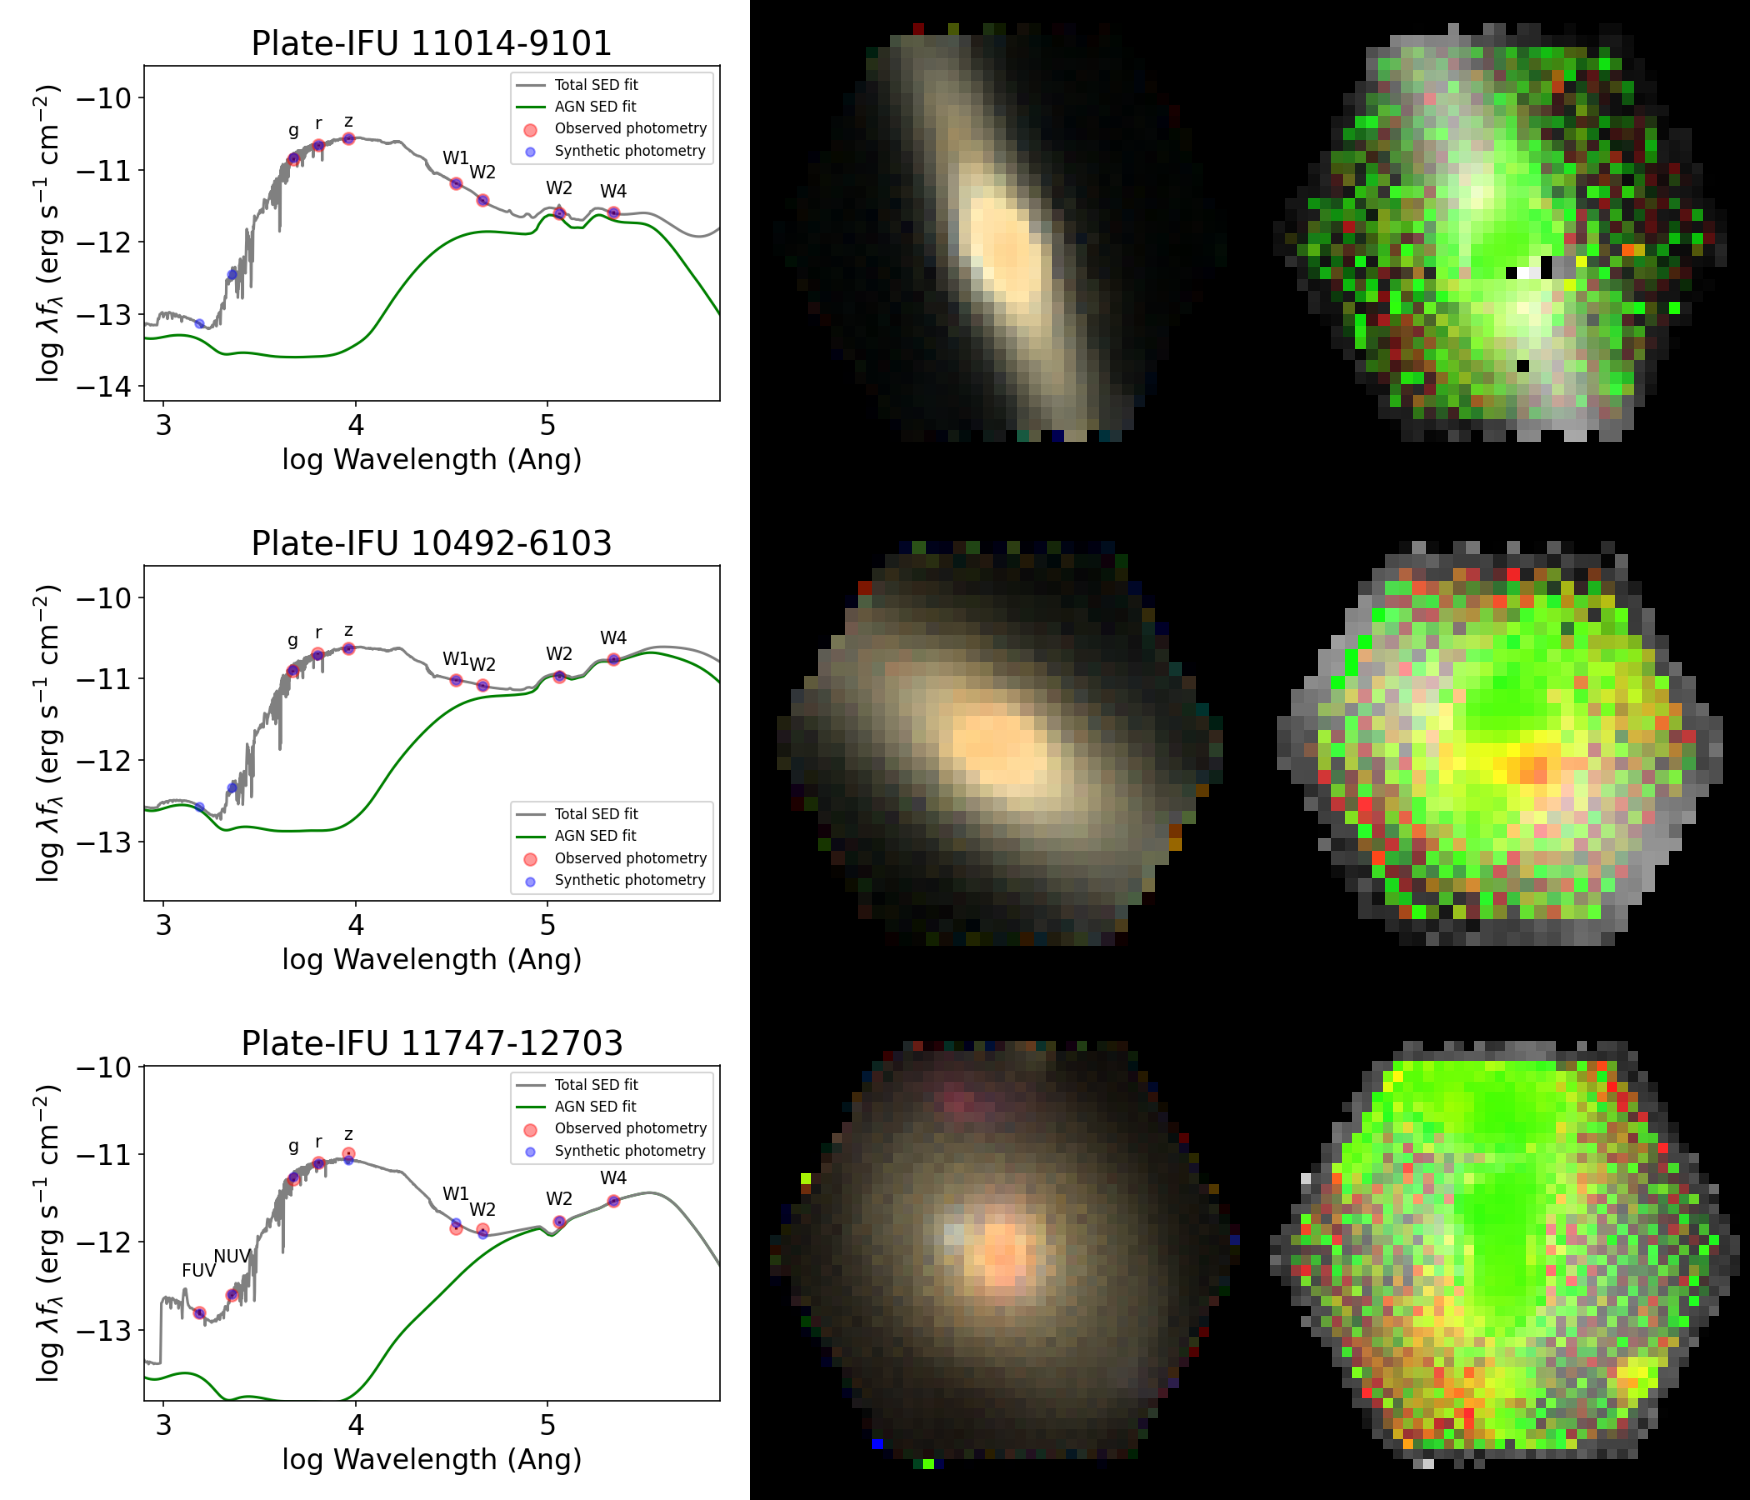 Plate-IFU 11014-9101
Total SED fit
AGN SED fit
Observed photometry
Synthetic photometry
g r z
W1 W2 W2 W4
−10
−11
−12
−13
−14
3 4 5
log λf_λ (erg s⁻¹ cm⁻²)
log Wavelength (Ang)
Plate-IFU 10492-6103
g r z
W1 W2 W2 W4
Total SED fit
AGN SED fit
Observed photometry
Synthetic photometry
−10
−11
−12
−13
3 4 5
log λf_λ (erg s⁻¹ cm⁻²)
log Wavelength (Ang)
Plate-IFU 11747-12703
Total SED fit
AGN SED fit
Observed photometry
Synthetic photometry
FUV NUV g r z
W1 W2 W2 W4
−10
−11
−12
−13
3 4 5
log λf_λ (erg s⁻¹ cm⁻²)
log Wavelength (Ang)